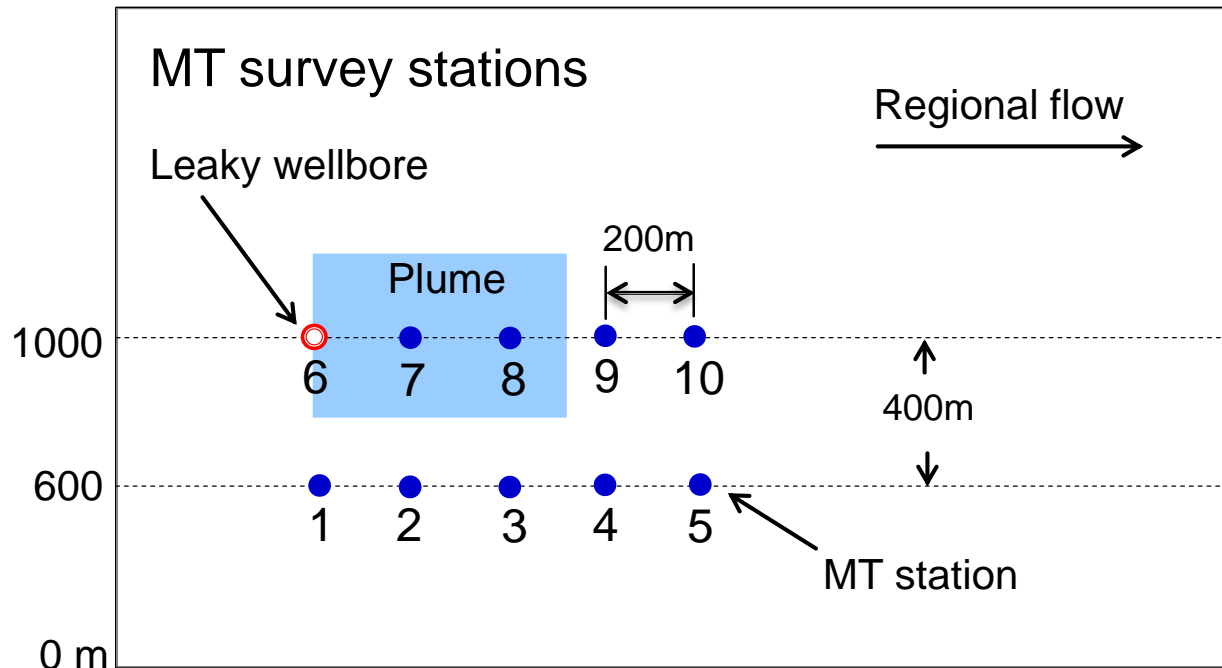 MT survey stations
Regional flow
Leaky wellbore
200m
Plume
1000
6
7
8
9
10
400m
600
1
2
3
4
5
MT station
0 m